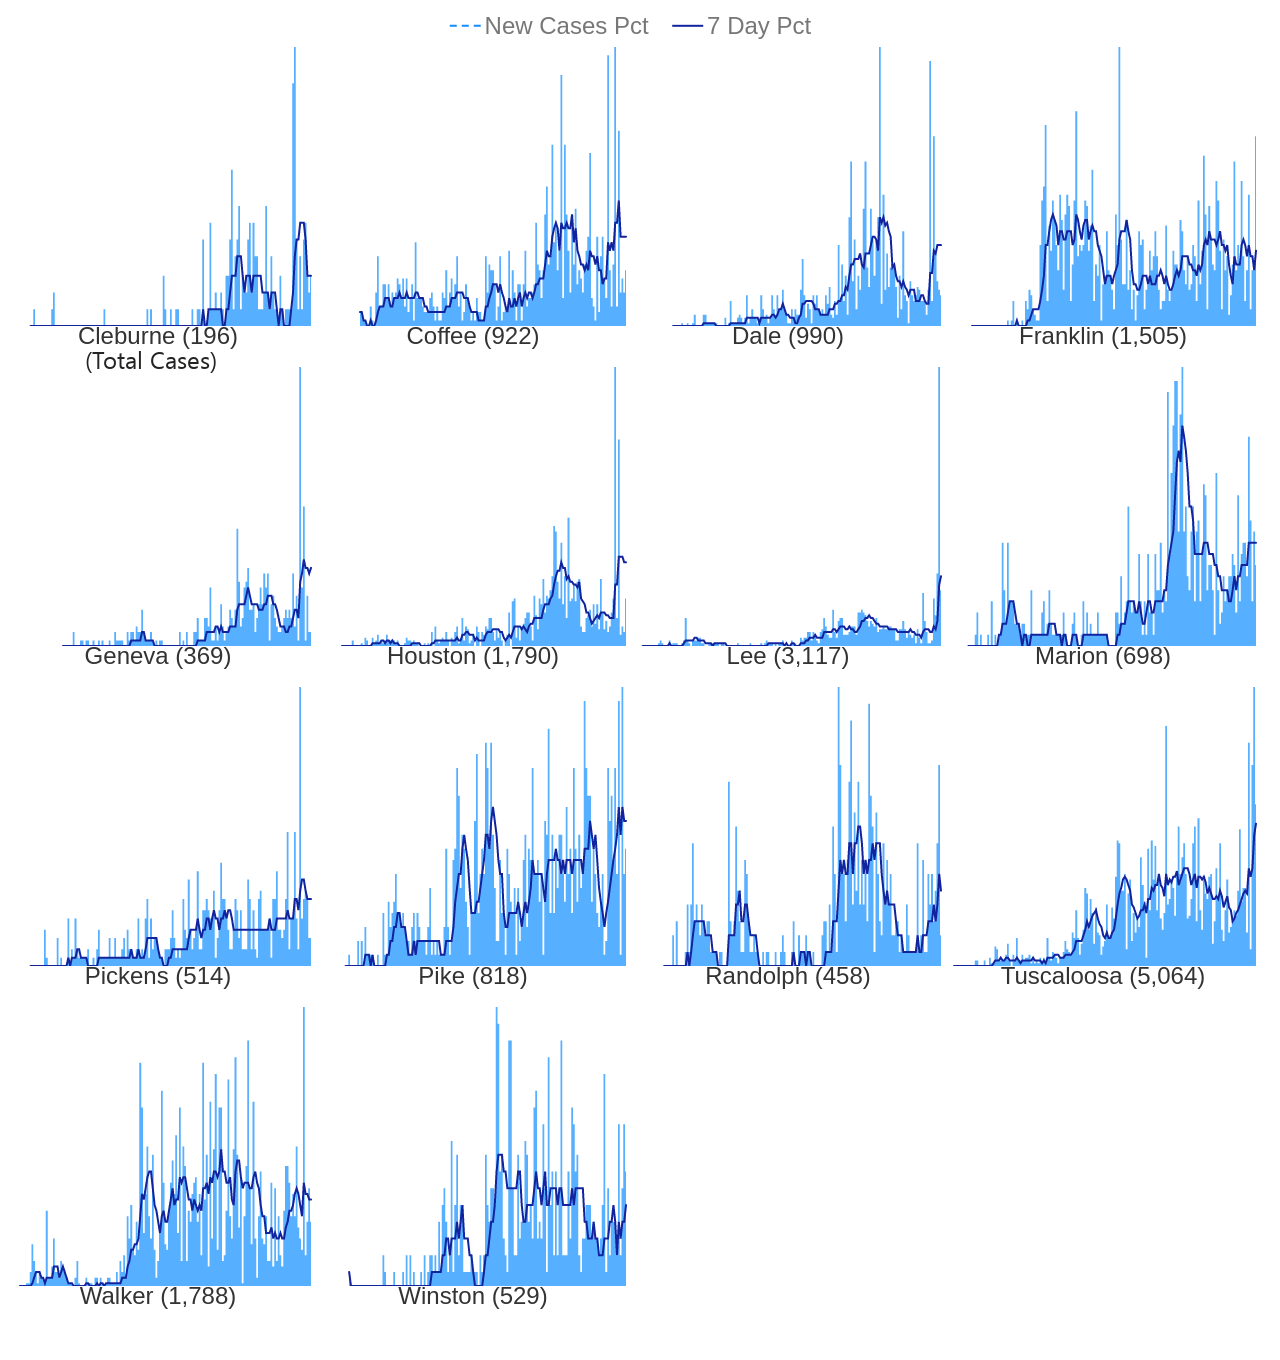 New Cases Pct 7 Day Pct
Cleburne (196) Coffee (922) Dale (990) Franklin (1,505)
(Total Cases)
Geneva (369) Houston (1,790) Lee (3,117) Marion (698)
Pickens (514) Pike (818) Randolph (458) Tuscaloosa (5,064)
Walker (1,788) Winston (529)